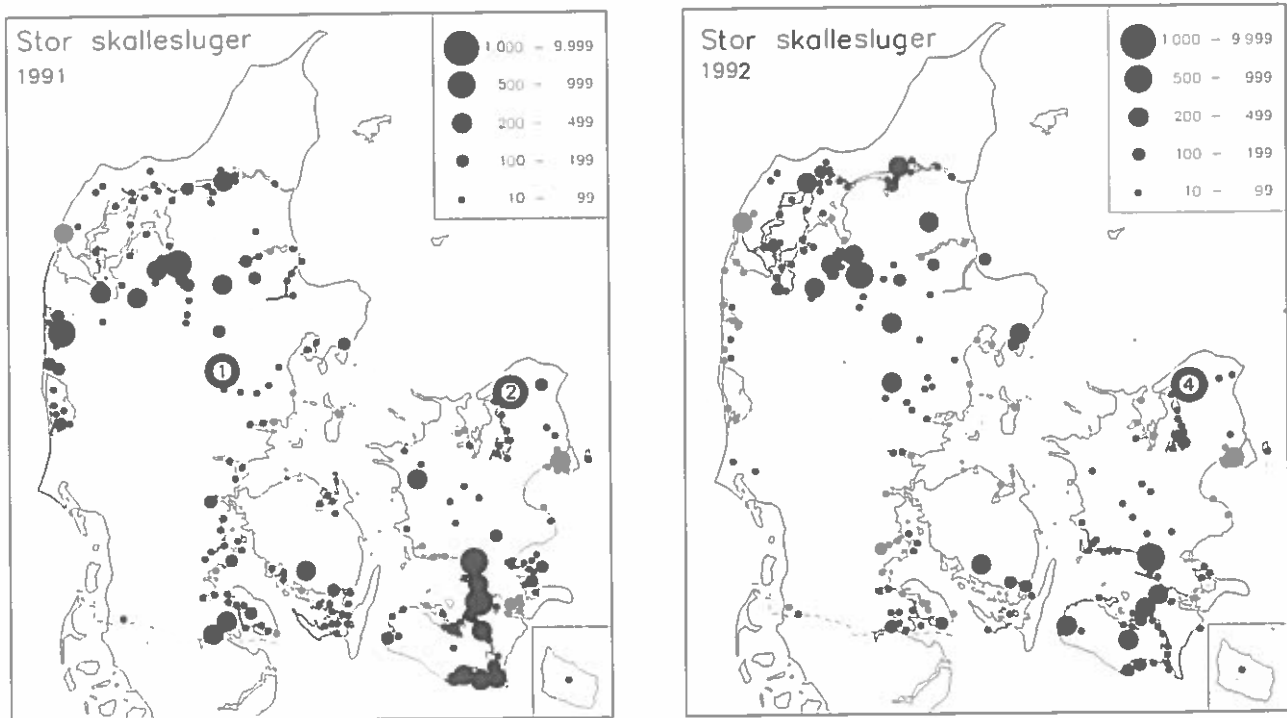 Stor skallesluger
1991
1 000 – 9.999
500 – 999
200 – 499
100 – 199
10 – 99
1
2
Stor skallesluger
1992
1 000 – 9 999
500 – 999
200 – 499
100 – 199
10 – 99
4